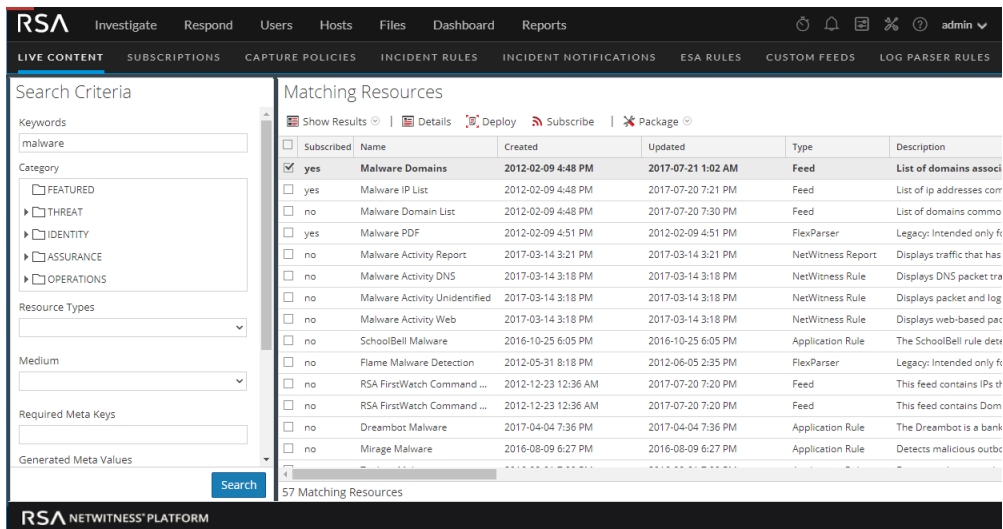 RSA Investigate Respond Users Hosts Files Dashboard Reports admin
LIVE CONTENT SUBSCRIPTIONS CAPTURE POLICIES INCIDENT RULES INCIDENT NOTIFICATIONS ESA RULES CUSTOM FEEDS LOG PARSER RULES
Search Criteria
Keywords
malware
Category
FEATURED
THREAT
IDENTITY
ASSURANCE
OPERATIONS
Resource Types
Medium
Required Meta Keys
Generated Meta Values
Search
Matching Resources
Show Results | Details Deploy Subscribe | Package
Subscribed Name Created Updated Type Description
yes Malware Domains 2012-02-09 4:48 PM 2017-07-21 1:02 AM Feed List of domains associ
yes Malware IP List 2012-02-09 4:48 PM 2017-07-20 7:21 PM Feed List of ip addresses com
no Malware Domain List 2012-02-09 4:48 PM 2017-07-20 7:30 PM Feed List of domains commo
yes Malware PDF 2012-02-09 4:51 PM 2012-02-09 4:51 PM FlexParser Legacy: Intended only fo
no Malware Activity Report 2017-03-14 3:21 PM 2017-03-14 3:21 PM NetWitness Report Displays traffic that has
no Malware Activity DNS 2017-03-14 3:18 PM 2017-03-14 3:18 PM NetWitness Rule Displays DNS packet tra
no Malware Activity Unidentified 2017-03-14 3:18 PM 2017-03-14 3:18 PM NetWitness Rule Displays packet and log
no Malware Activity Web 2017-03-14 3:18 PM 2017-03-14 3:18 PM NetWitness Rule Displays web-based pac
no SchoolBell Malware 2016-10-25 6:05 PM 2016-10-25 6:05 PM Application Rule The SchoolBell rule dete
no Flame Malware Detection 2012-05-31 8:18 PM 2012-06-05 2:35 PM FlexParser Legacy: Intended only fo
no RSA FirstWatch Command ... 2012-12-23 12:36 AM 2017-07-20 7:20 PM Feed This feed contains IPs th
no RSA FirstWatch Command ... 2012-12-23 12:36 AM 2017-07-20 7:20 PM Feed This feed contains Dom
no Dreambot Malware 2017-04-04 7:36 PM 2017-04-04 7:36 PM Application Rule The Dreambot is a bank
no Mirage Malware 2016-08-09 6:27 PM 2016-08-09 6:27 PM Application Rule Detects malicious outbo
57 Matching Resources
RSA NETWITNESS® PLATFORM